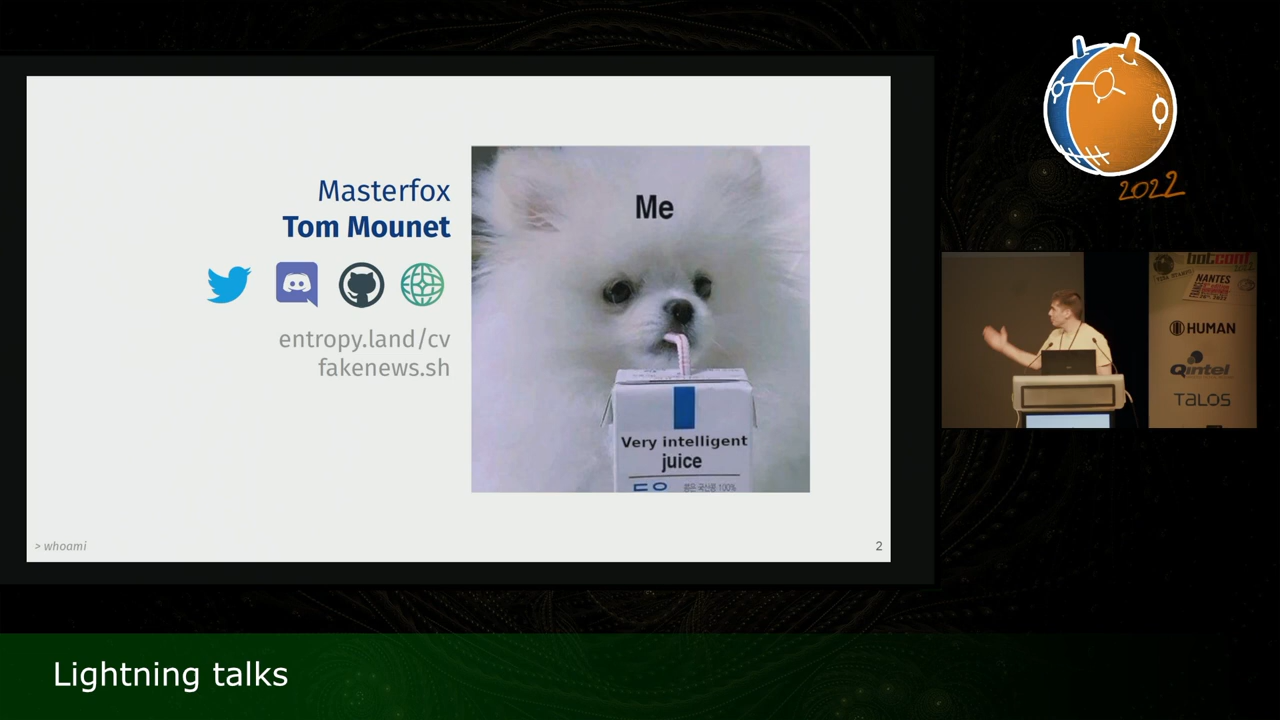 Masterfox
Tom Mounet
entropy.land/cv
fakenews.sh
Me
Very intelligent
juice
> whoami
2
2022
botconf
NANTES
HUMAN
Qintel
TALOS
Lightning talks